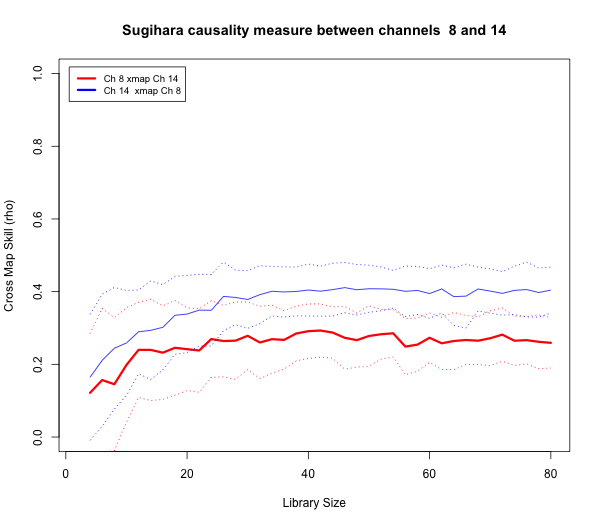 Sugihara causality measure between channels  8 and 14
Ch 8 xmap Ch 14
Ch 14  xmap Ch 8
Cross Map Skill (rho)
1.0
0.8
0.6
0.4
0.2
0.0
0 20 40 60 80
Library Size